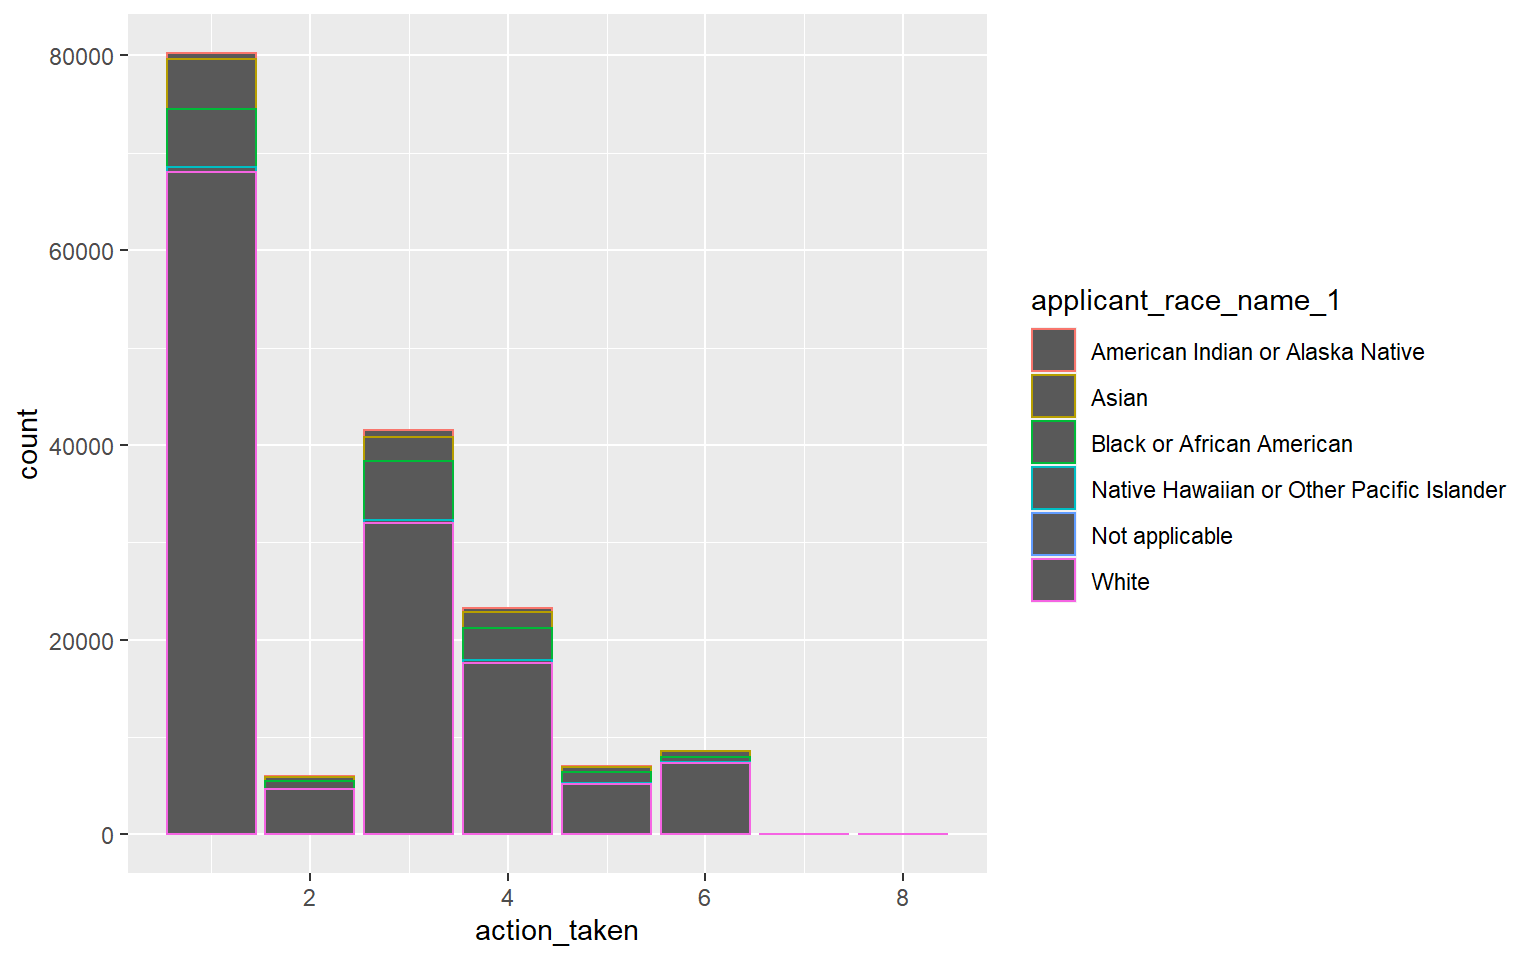 80000
60000
40000
20000
0
count
2
4
6
8
action_taken
applicant_race_name_1
American Indian or Alaska Native
Asian
Black or African American
Native Hawaiian or Other Pacific Islander
Not applicable
White